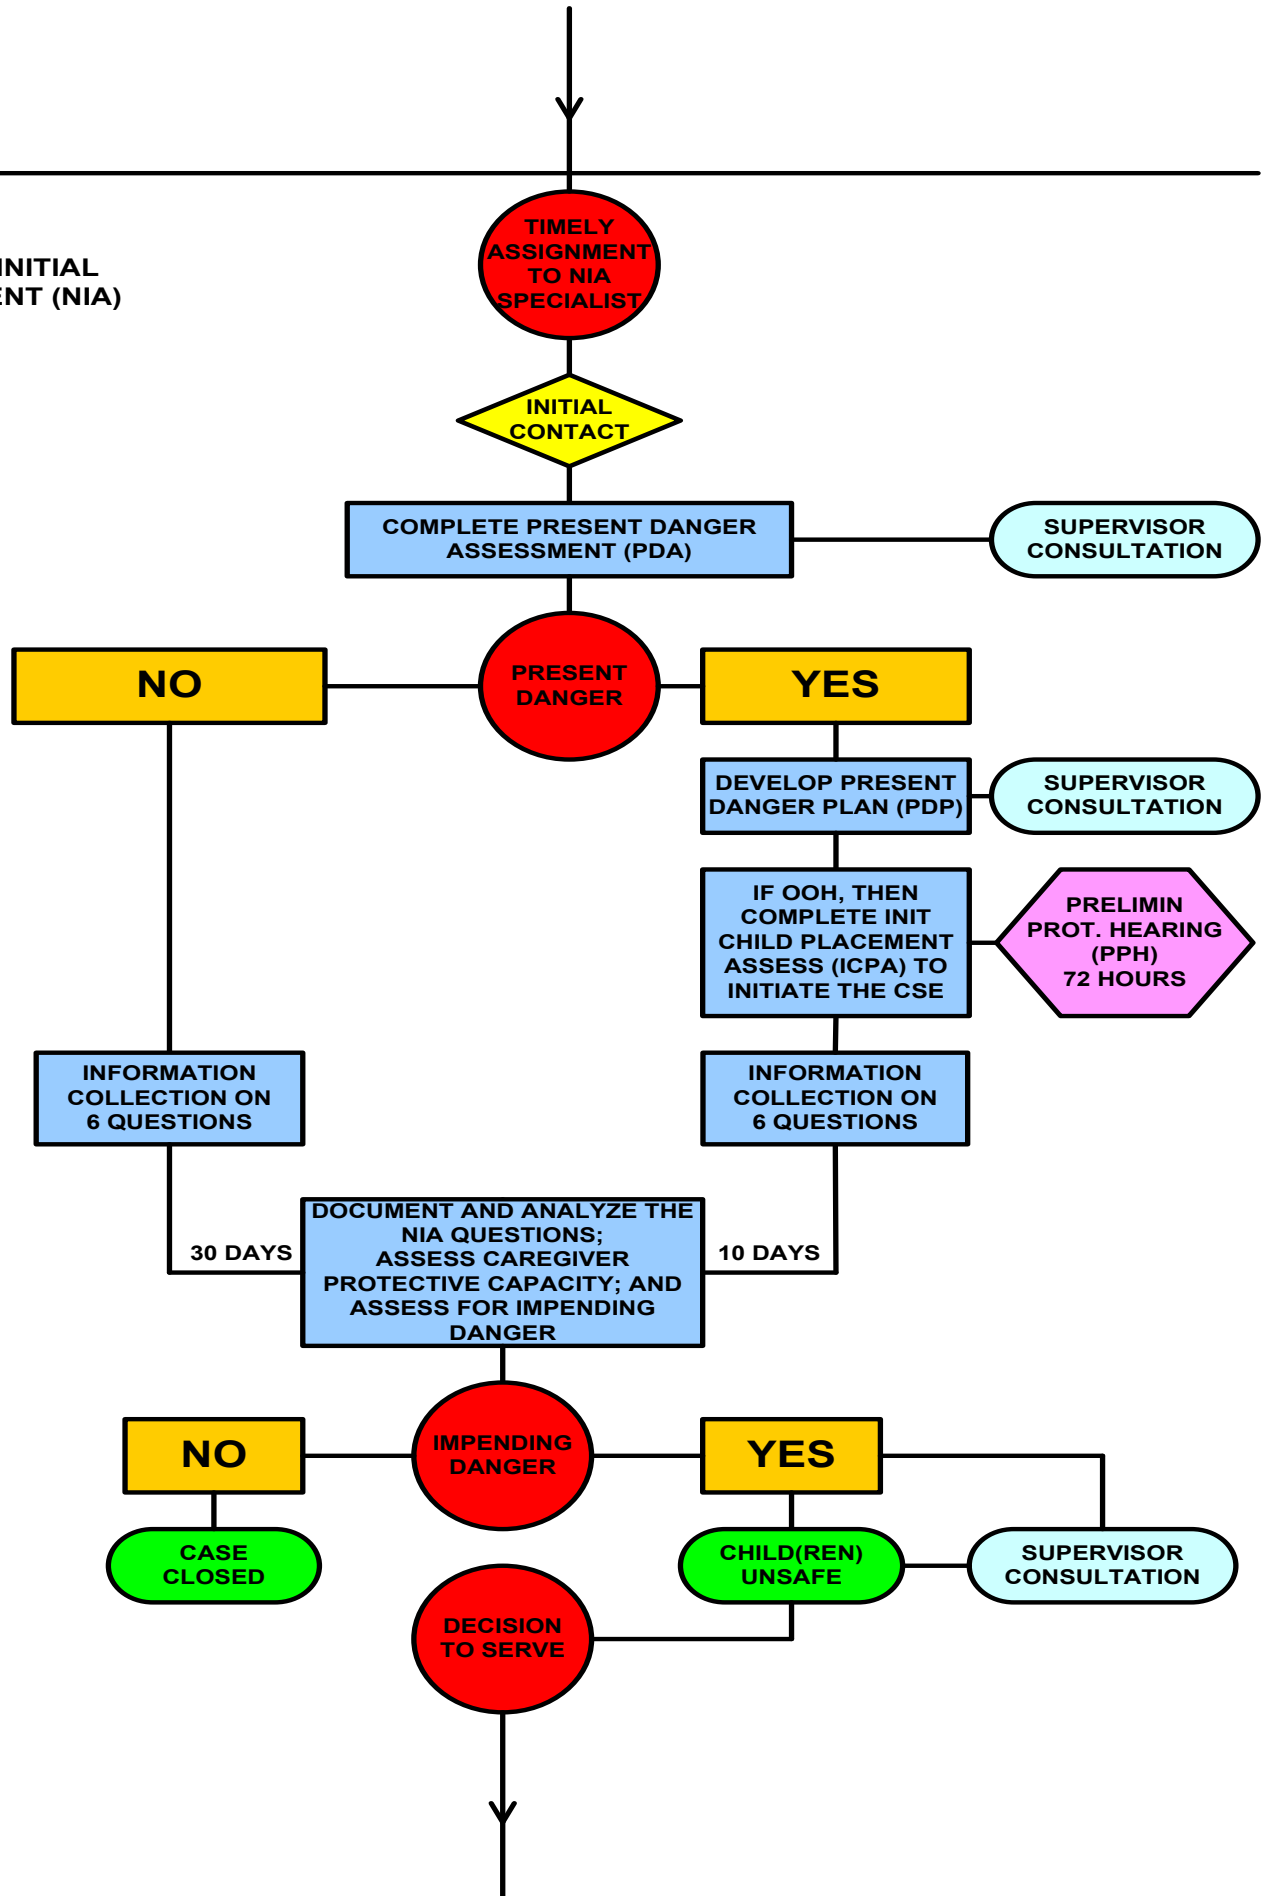 TIMELY
ASSIGNMENT
TO NIA
SPECIALIST
INITIAL
ENT (NIA)
INITIAL
CONTACT
COMPLETE PRESENT DANGER
ASSESSMENT (PDA)
SUPERVISOR
CONSULTATION
NO
PRESENT
DANGER
YES
DEVELOP PRESENT
DANGER PLAN (PDP)
SUPERVISOR
CONSULTATION
IF OOH, THEN
COMPLETE INIT
CHILD PLACEMENT
ASSESS (ICPA) TO
INITIATE THE CSE
PRELIMIN
PROT. HEARING
(PPH)
72 HOURS
INFORMATION
COLLECTION ON
6 QUESTIONS
INFORMATION
COLLECTION ON
6 QUESTIONS
30 DAYS
DOCUMENT AND ANALYZE THE
NIA QUESTIONS;
ASSESS CAREGIVER
PROTECTIVE CAPACITY; AND
ASSESS FOR IMPENDING
DANGER
10 DAYS
NO
IMPENDING
DANGER
YES
CASE
CLOSED
CHILD(REN)
UNSAFE
SUPERVISOR
CONSULTATION
DECISION
TO SERVE